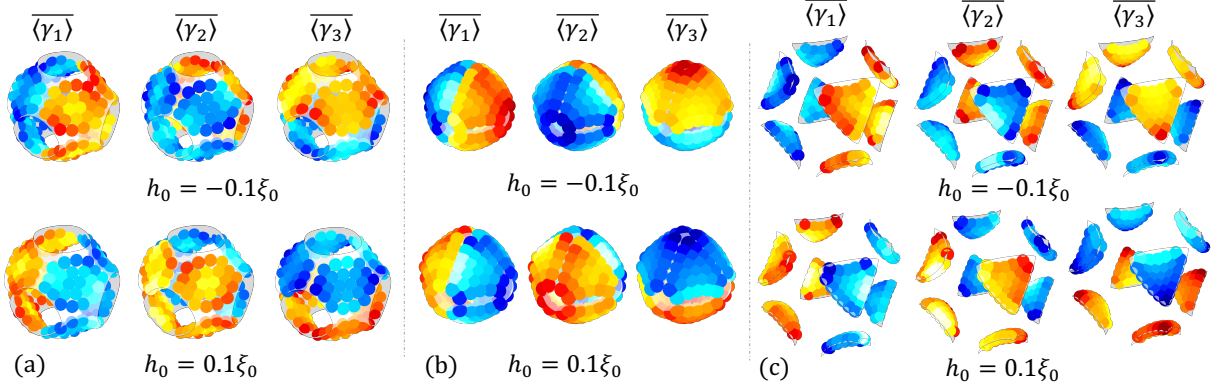 ⟨γ₁⟩ ⟨γ₂⟩ ⟨γ₃⟩ ⟨γ₁⟩ ⟨γ₂⟩ ⟨γ₃⟩ ⟨γ₁⟩ ⟨γ₂⟩ ⟨γ₃⟩
h₀ = −0.1ξ₀ h₀ = −0.1ξ₀ h₀ = −0.1ξ₀
(a) h₀ = 0.1ξ₀ (b) h₀ = 0.1ξ₀ (c) h₀ = 0.1ξ₀